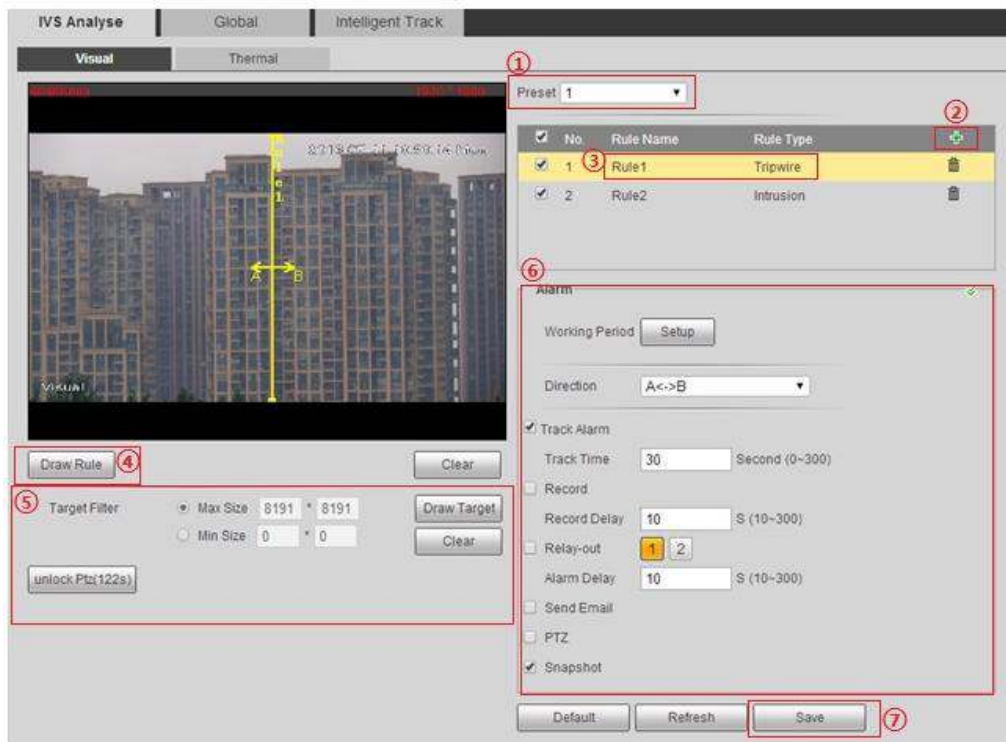 IVS Analyse Global Intelligent Track
Visual Thermal
①
Preset 1
②
No. Rule Name Rule Type
1 ③ Rule1 Tripwire
2 Rule2 Intrusion
Rule1
A B
Visual
④
Draw Rule Clear
⑤
Target Filter Max Size 8191 * 8191 Draw Target
Min Size 0 * 0 Clear
unlock Ptz(122s)
⑥
Alarm
Working Period Setup
Direction A<->B
Track Alarm
Track Time 30 Second (0~300)
Record
Record Delay 10 S (10~300)
Relay-out 1 2
Alarm Delay 10 S (10~300)
Send Email
PTZ
Snapshot
Default Refresh Save ⑦